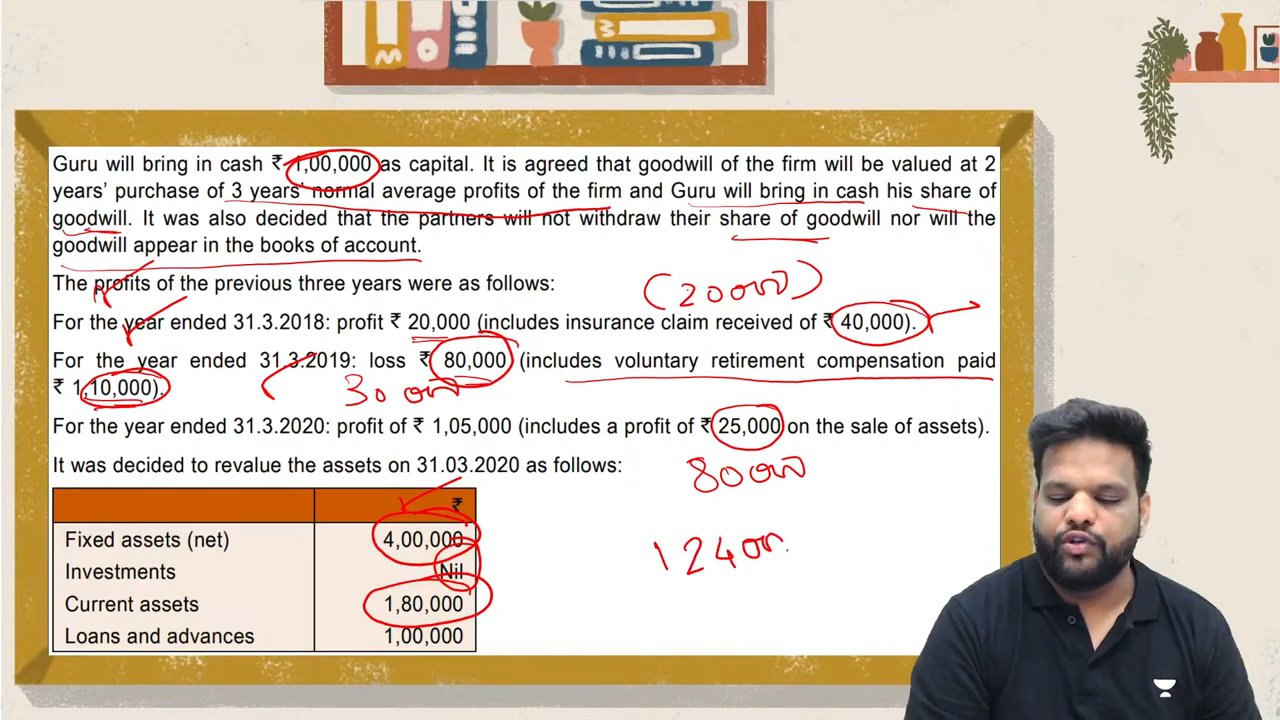 Guru will bring in cash ₹ 1,00,000 as capital. It is agreed that goodwill of the firm will be valued at 2
years' purchase of 3 years' normal average profits of the firm and Guru will bring in cash his share of
goodwill. It was also decided that the partners will not withdraw their share of goodwill nor will the
goodwill appear in the books of account.
The profits of the previous three years were as follows:
(20000)
For the year ended 31.3.2018: profit ₹ 20,000 (includes insurance claim received of ₹ 40,000).
For the year ended 31.3.2019: loss ₹ 80,000 (includes voluntary retirement compensation paid
₹ 1,10,000).
30000
For the year ended 31.3.2020: profit of ₹ 1,05,000 (includes a profit of ₹ 25,000 on the sale of assets).
It was decided to revalue the assets on 31.03.2020 as follows:
80000
₹
Fixed assets (net) 4,00,000
Investments Nil
Current assets 1,80,000
Loans and advances 1,00,000